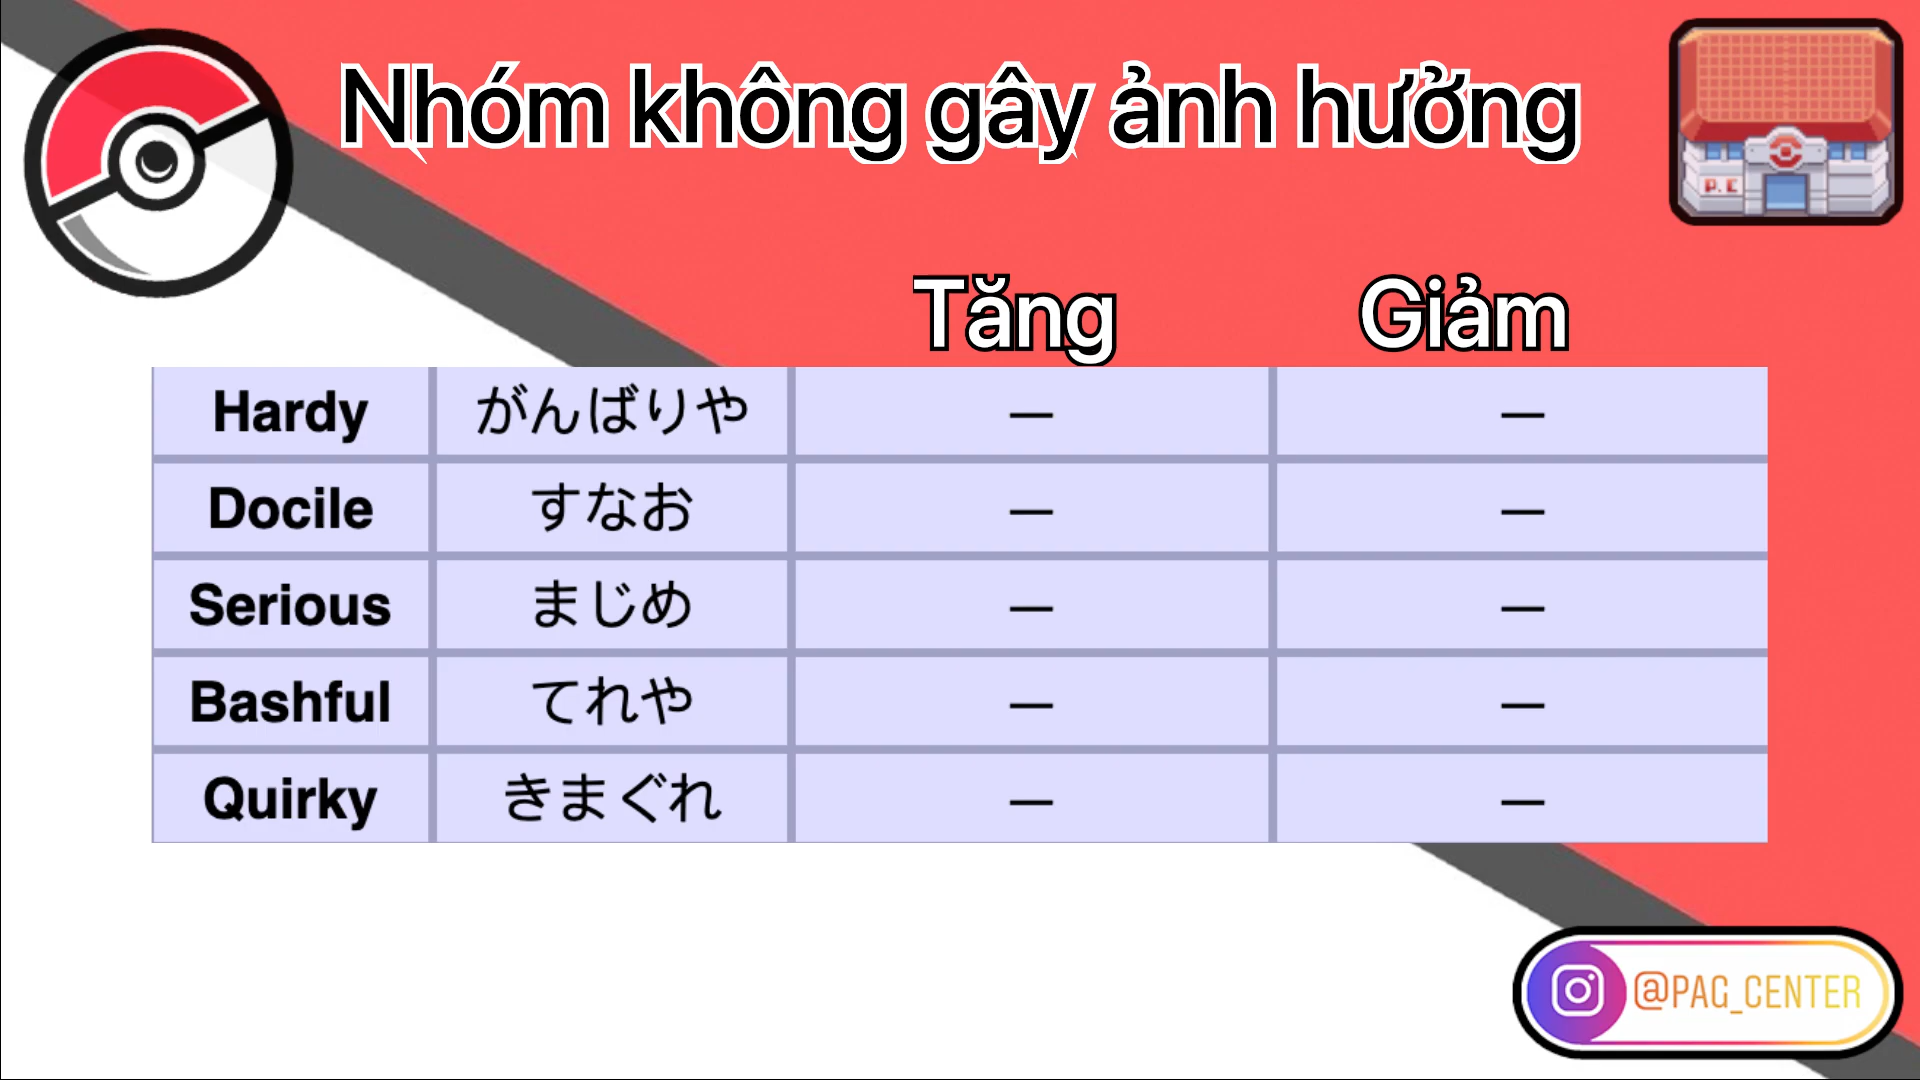 Nhóm không gây ảnh hưởng
P.C
Tăng Giảm
Hardy がんばりや — —
Docile すなお — —
Serious まじめ — —
Bashful てれや — —
Quirky きまぐれ — —
@PAG_CENTER